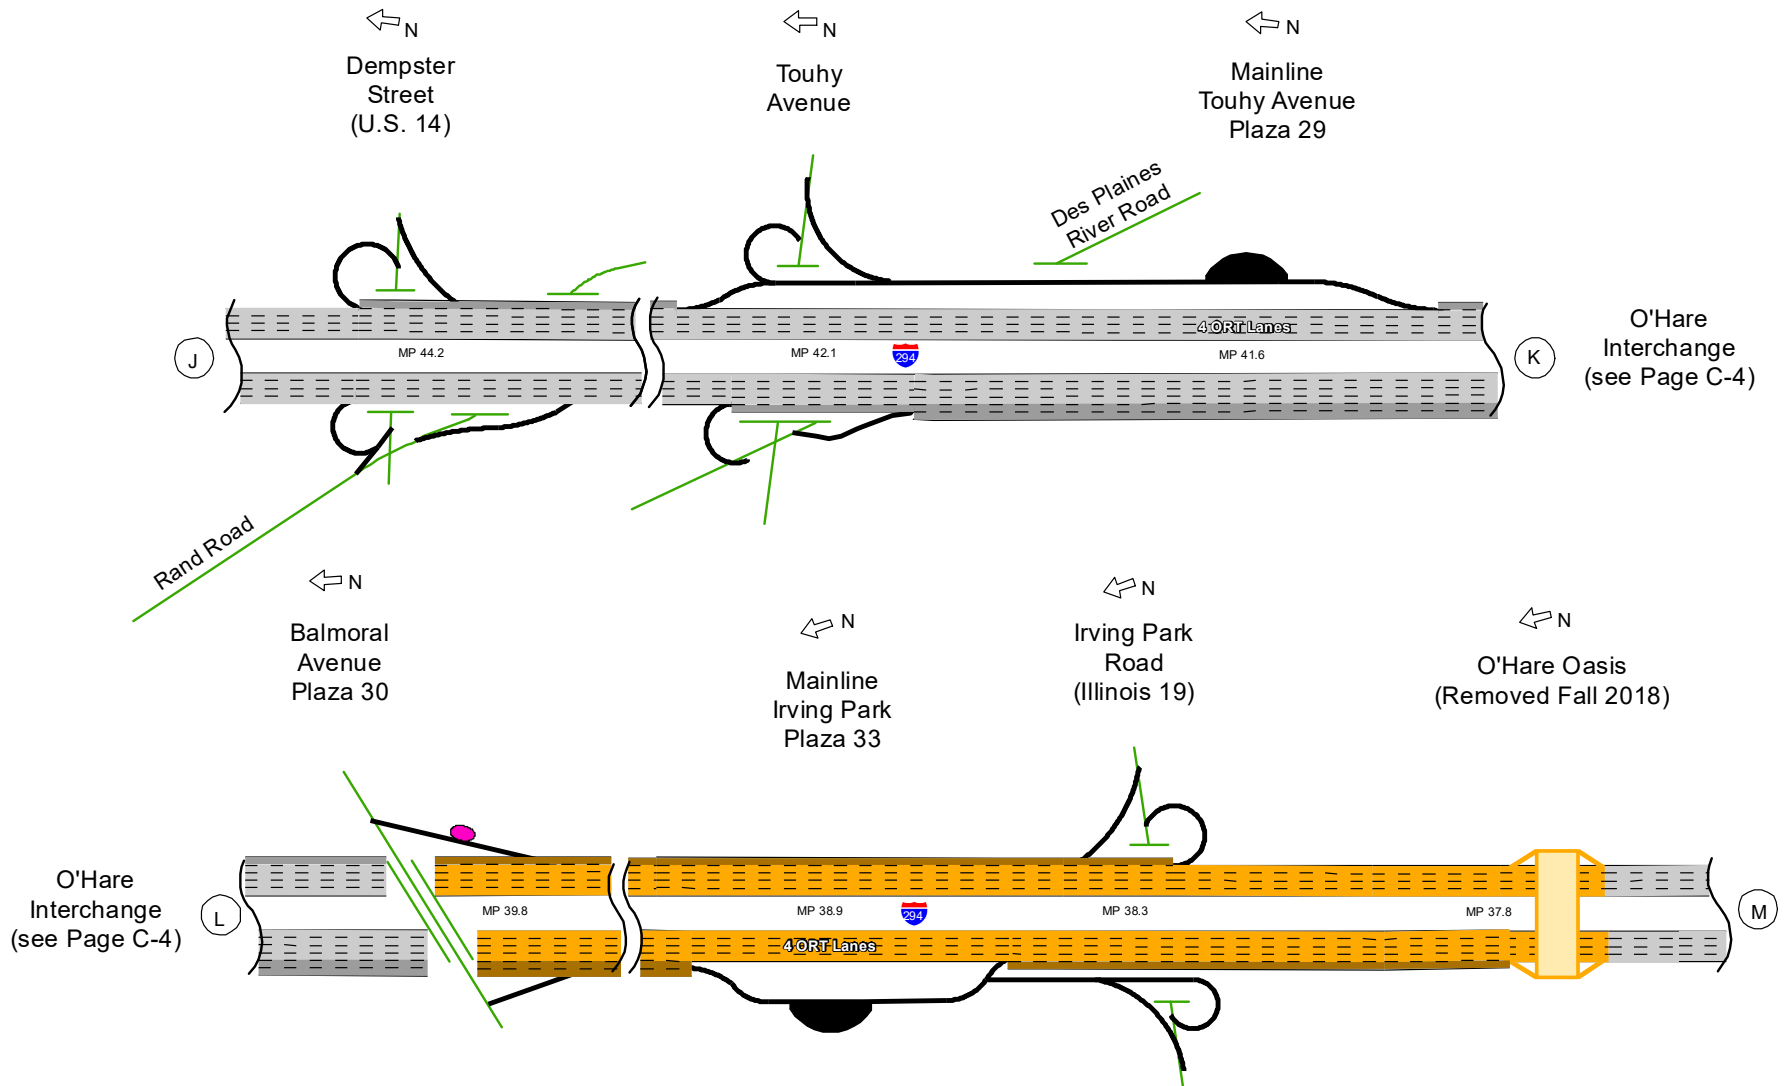 N
N
N
Dempster
Street
(U.S. 14)
Touhy
Avenue
Mainline
Touhy Avenue
Plaza 29
Des Plaines
River Road
4 ORT Lanes
J
MP 44.2
MP 42.1
294
MP 41.6
K
O'Hare
Interchange
(see Page C-4)
Rand Road
N
N
N
N
Balmoral
Avenue
Plaza 30
Mainline
Irving Park
Plaza 33
Irving Park
Road
(Illinois 19)
O'Hare Oasis
(Removed Fall 2018)
O'Hare
Interchange
(see Page C-4)
L
MP 39.8
MP 38.9
294
MP 38.3
MP 37.8
M
4 ORT Lanes